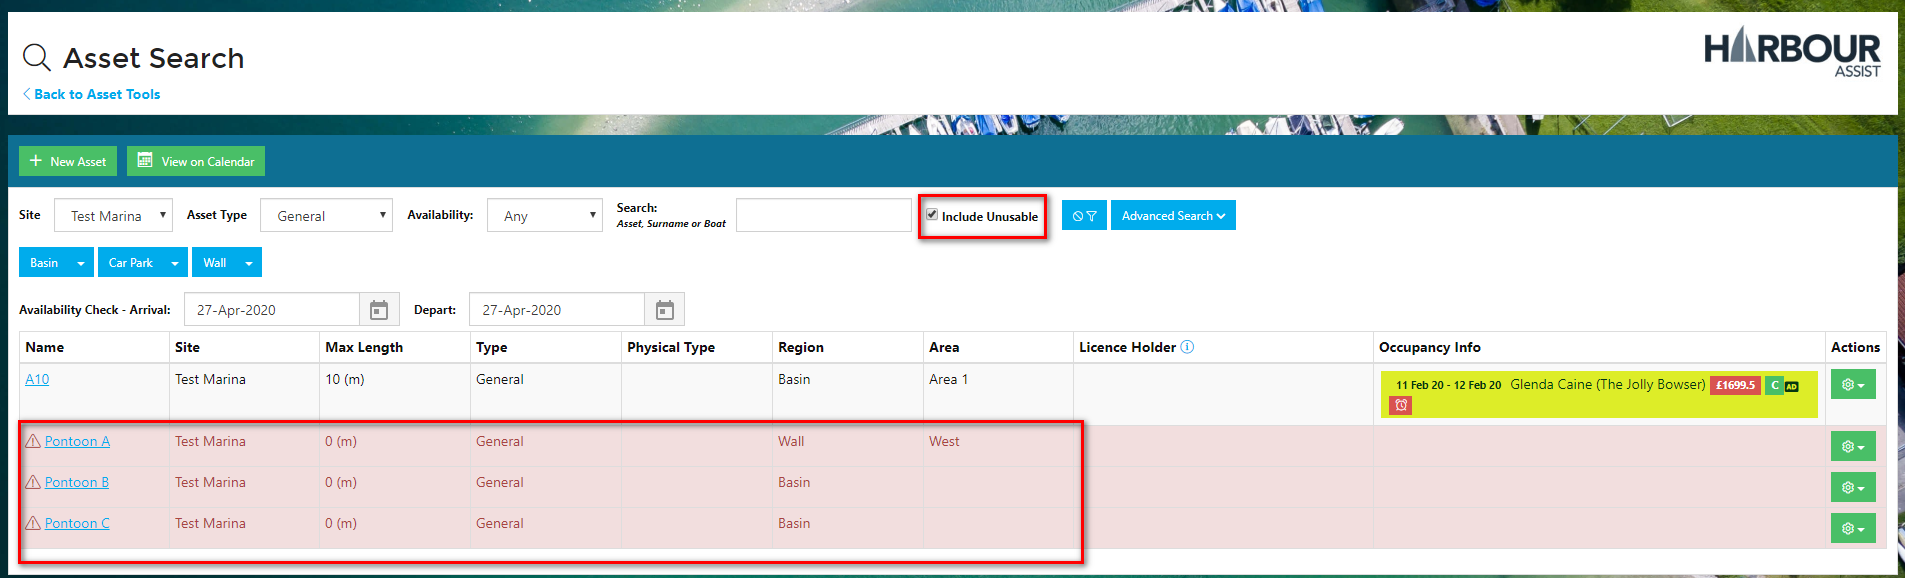 Asset Search
HARBOUR
ASSIST
Back to Asset Tools
New Asset
View on Calendar
Site
Test Marina
Asset Type
General
Availability:
Any
Search:
Asset, Surname or Boat
Include Unusable
Advanced Search
Basin
Car Park
Wall
Availability Check - Arrival:
27-Apr-2020
Depart:
27-Apr-2020
Name Site Max Length Type Physical Type Region Area Licence Holder Occupancy Info Actions
A10 Test Marina 10 (m) General Basin Area 1 11 Feb 20 - 12 Feb 20 Glenda Caine (The Jolly Bowser) £1699.5 C AD
Pontoon A Test Marina 0 (m) General Wall West
Pontoon B Test Marina 0 (m) General Basin
Pontoon C Test Marina 0 (m) General Basin